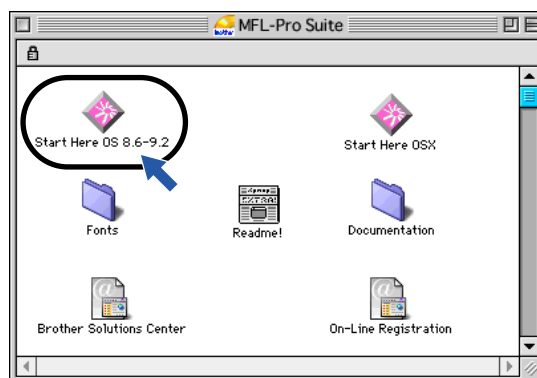 MFL-Pro Suite
Start Here OS 8.6-9.2
Start Here OSX
Fonts
Readme!
Documentation
Brother Solutions Center
On-Line Registration